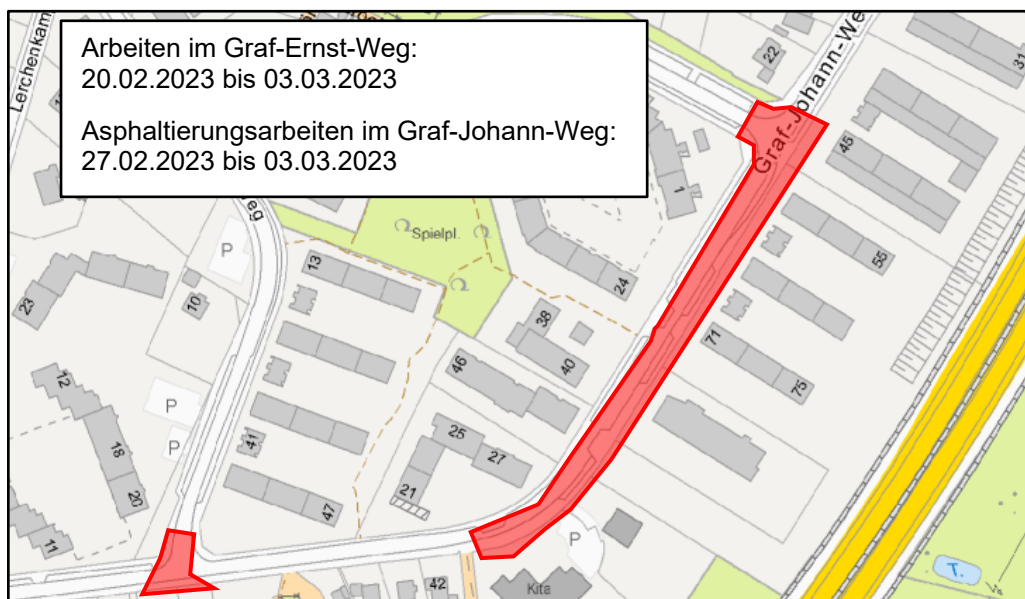 Arbeiten im Graf-Ernst-Weg:
20.02.2023 bis 03.03.2023
Asphaltierungsarbeiten im Graf-Johann-Weg:
27.02.2023 bis 03.03.2023
Lerchenkam
22
Graf-Johann-We
31
45
1
eg
P
Spielpl.
13
24
55
23
10
38
71
46
40
75
12
P
25
41
P
18
27
20
21
47
11
P
42
Kita
T.